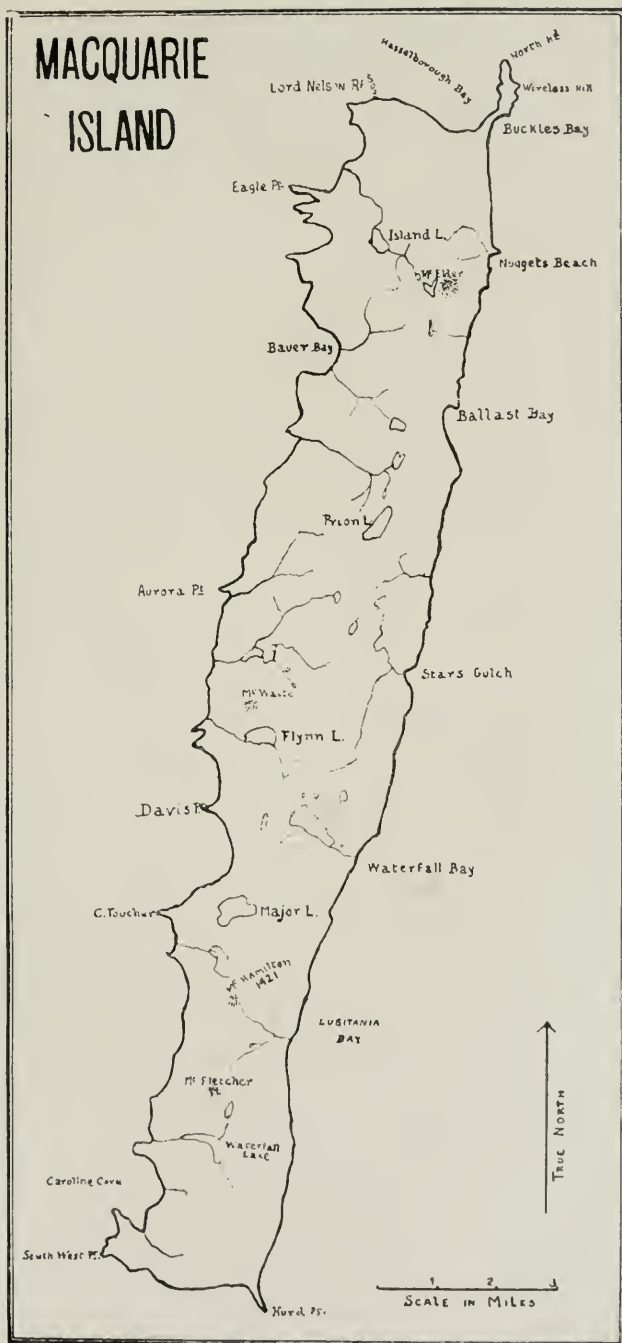 MACQUARIE
ISLAND
North Hd
Hasselborough Bay
Wireless Hill
Lord Nelson Rf
Buckles Bay
Eagle Pt.
Island L.
Mt Elder
Nuggets Beach
Bauer Bay
Ballast Bay
Prion L.
Aurora Pt.
Stars Gulch
Mt Waite
Flynn L.
Davis Pt.
Waterfall Bay
C. Toucher
Major L.
Mt Hamilton
1421
LUSITANIA
BAY
Mt Fletcher
Waterfall
Lake
TRUE NORTH
Caroline Cove
South West Pt.
1. 2. 3
SCALE IN MILES
Hurd Pt.